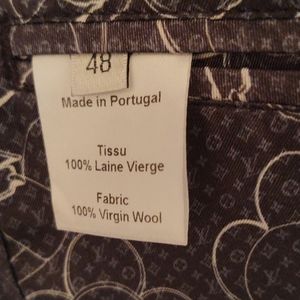 48
Made in Portugal
Tissu
100% Laine Vierge
Fabric
100% Virgin Wool